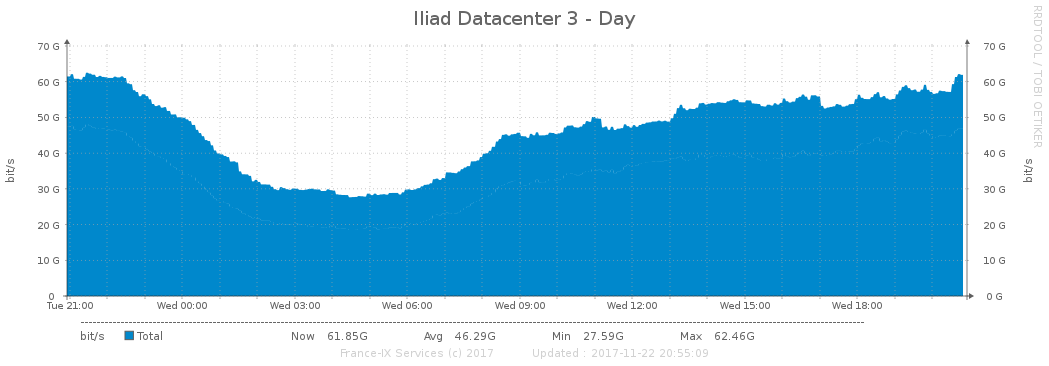 Iliad Datacenter 3 - Day
RRDTOOL / TOBI OETIKER
bit/s
70 G
60 G
50 G
40 G
30 G
20 G
10 G
0
70 G
60 G
50 G
40 G
30 G
20 G
10 G
0 G
bit/s
Tue 21:00 Wed 00:00 Wed 03:00 Wed 06:00 Wed 09:00 Wed 12:00 Wed 15:00 Wed 18:00
bit/s Total Now 61.85G Avg 46.29G Min 27.59G Max 62.46G
France-IX Services (c) 2017 Updated : 2017-11-22 20:55:09